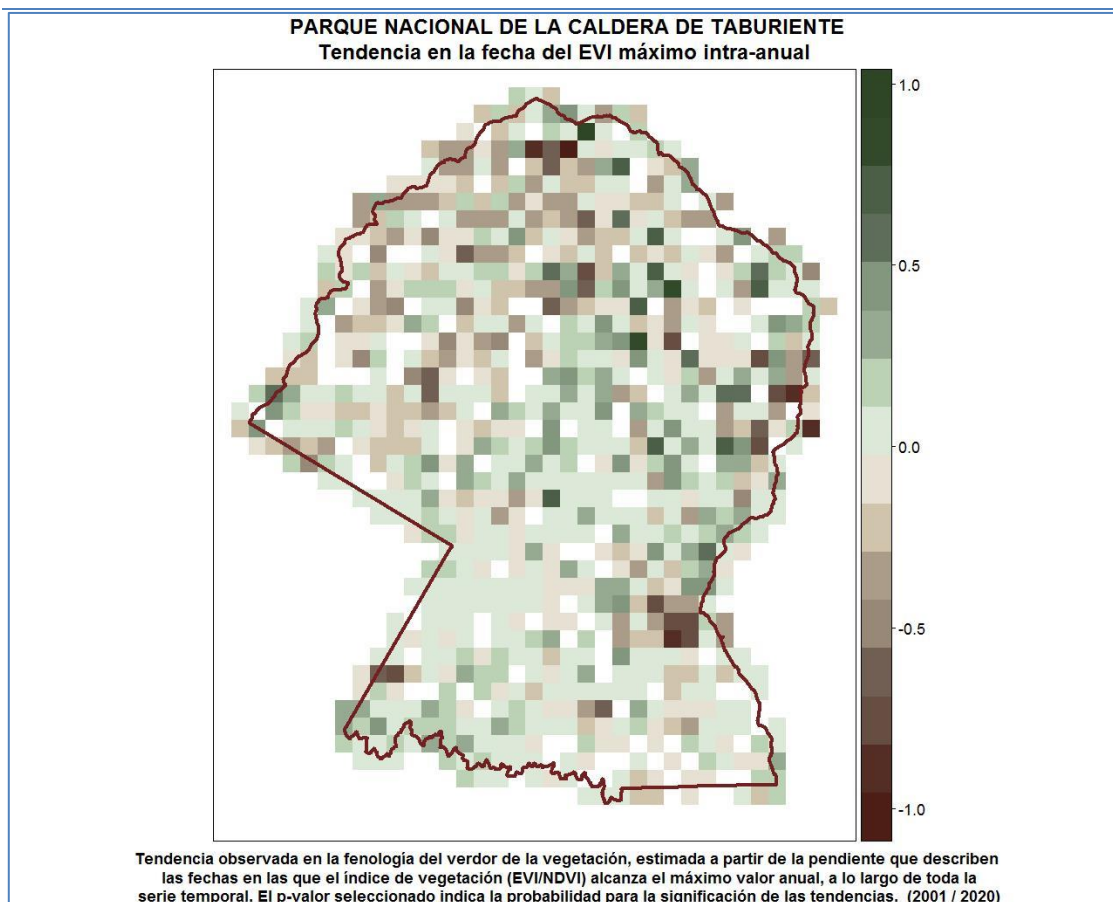 PARQUE NACIONAL DE LA CALDERA DE TABURIENTE
Tendencia en la fecha del EVI máximo intra-anual
1.0
0.5
0.0
-0.5
-1.0
Tendencia observada en la fenología del verdor de la vegetación, estimada a partir de la pendiente que describen
las fechas en las que el índice de vegetación (EVI/NDVI) alcanza el máximo valor anual, a lo largo de toda la
serie temporal. El p-valor seleccionado indica la probabilidad para la significación de las tendencias. (2001 / 2020)